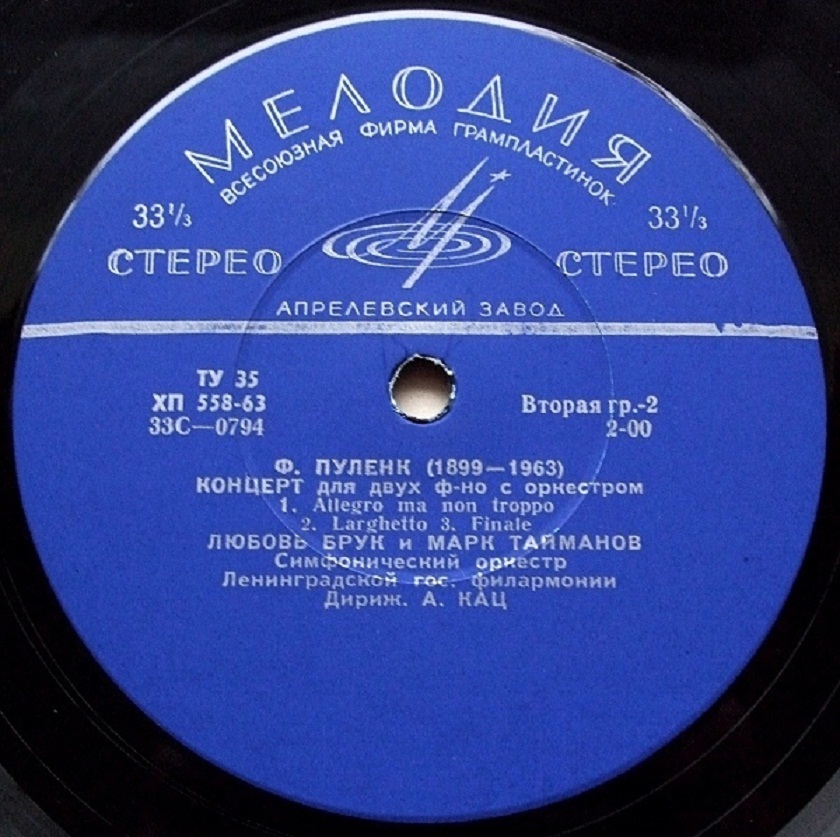 МЕЛОДИЯ
ВСЕСОЮЗНАЯ ФИРМА ГРАМПЛАСТИНОК
33⅓ 33⅓
СТЕРЕО СТЕРЕО
АПРЕЛЕВСКИЙ ЗАВОД
ТУ 35
ХП 558-63 Вторая гр.-2
33С—0794 2-00
Ф. ПУЛЕНК (1899—1963)
КОНЦЕРТ для двух ф-но с оркестром
1. Allegro ma non troppo
2. Larghetto 3. Finale
ЛЮБОВЬ БРУК и МАРК ТАЙМАНОВ
Симфонический оркестр
Ленинградской гос. филармонии
Дириж. А. КАЦ